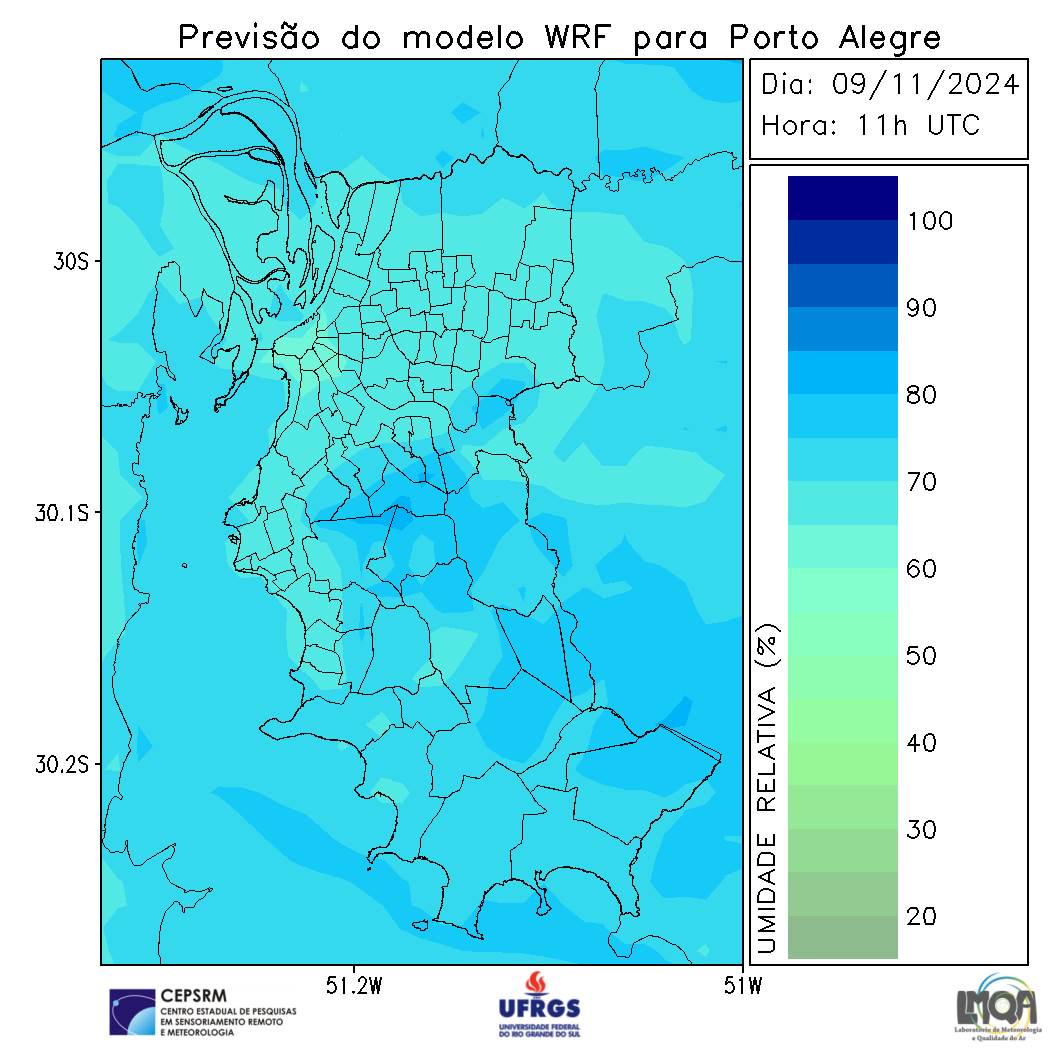 Previsão do modelo WRF para Porto Alegre
Dia: 09/11/2024
Hora: 11h UTC
100
90
80
70
60
50
40
30
20
UMIDADE RELATIVA (%)
30S
30.1S
30.2S
51.2W
51W
CEPSRM
CENTRO ESTADUAL DE PESQUISAS
EM SENSORIAMENTO REMOTO
E METEOROLOGIA
UFRGS
UNIVERSIDADE FEDERAL
DO RIO GRANDE DO SUL
LMQA
Laboratório de Meteorologia
e Qualidade do Ar